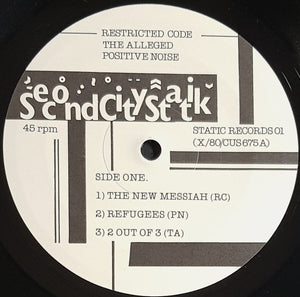 RESTRICTED CODE
THE ALLEGED
POSITIVE NOISE
SecondCityStatik
45 rpm
STATIC RECORDS 01
(X/80/CUS 675 A)
SIDE ONE.
1) THE NEW MESSIAH (RC)
2) REFUGEES (PN)
3) 2 OUT OF 3 (TA)